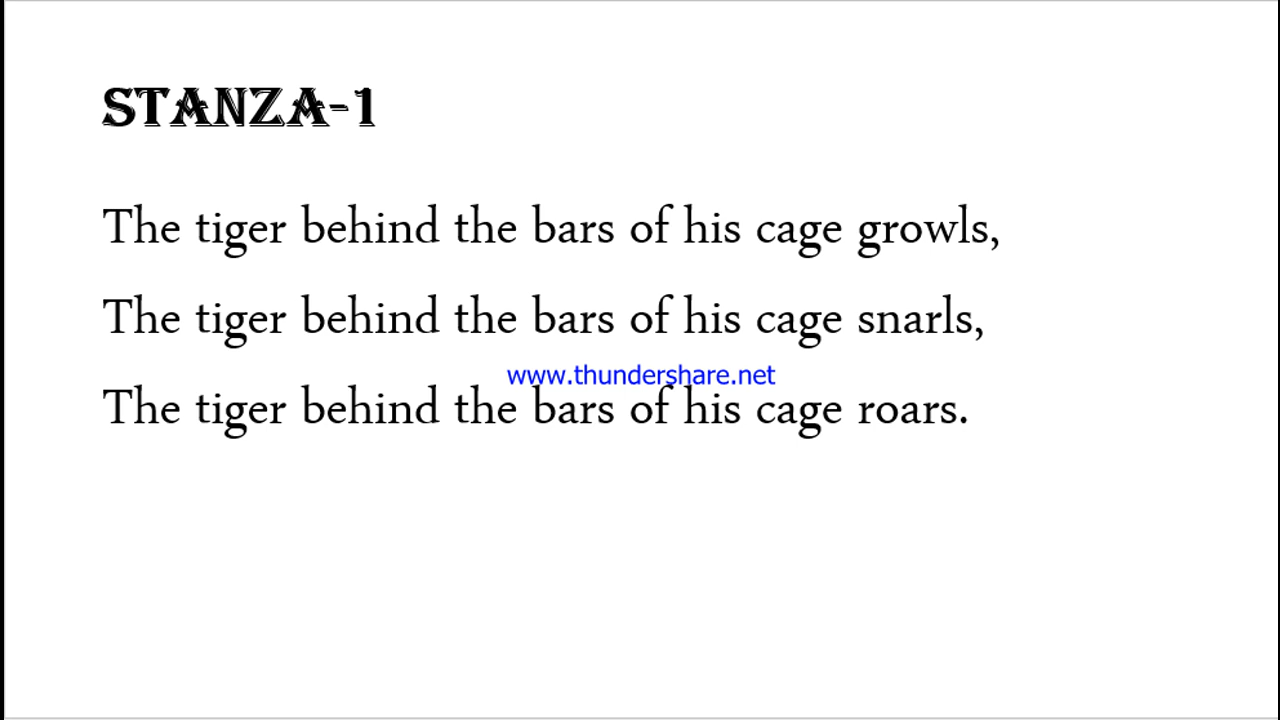 STANZA-1
The tiger behind the bars of his cage growls,
The tiger behind the bars of his cage snarls,
www.thundershare.net
The tiger behind the bars of his cage roars.